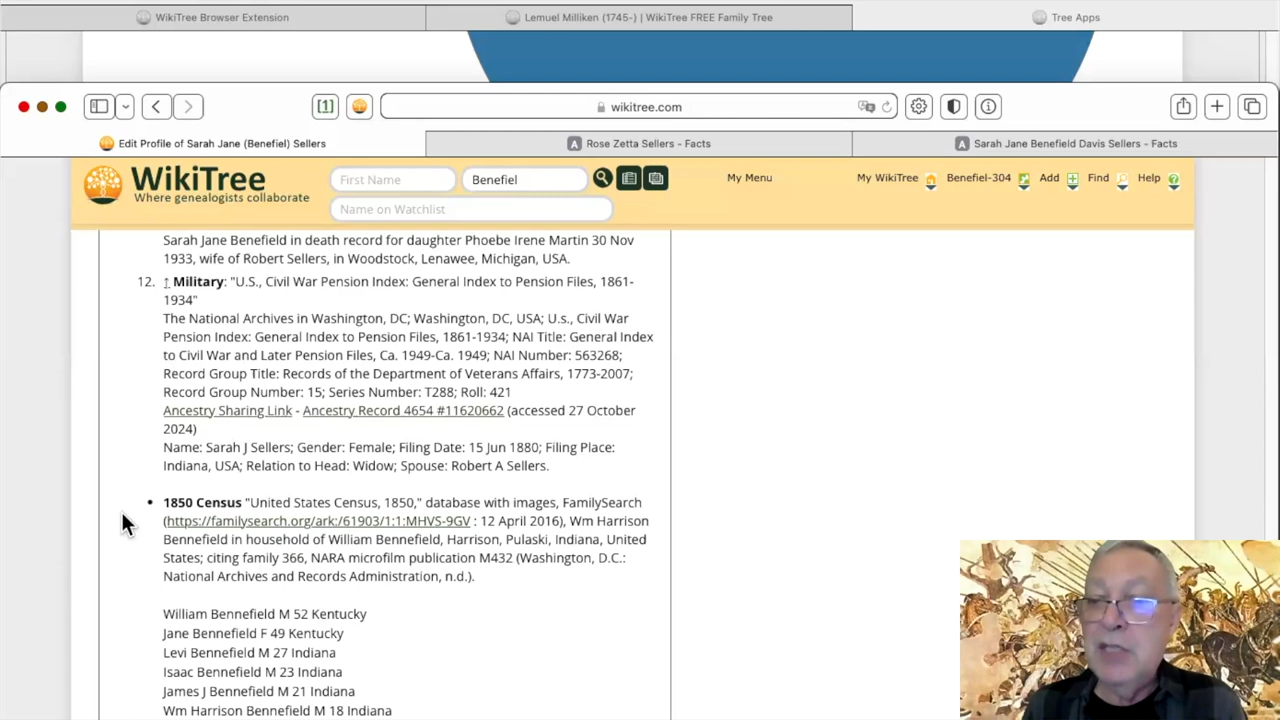 WikiTree Browser Extension
Lemuel Milliken (1745-) | WikiTree FREE Family Tree
Tree Apps
[1]
wikitree.com
Edit Profile of Sarah Jane (Benefiel) Sellers
A Rose Zetta Sellers - Facts
A Sarah Jane Benefield Davis Sellers - Facts
WikiTree
Where genealogists collaborate
First Name
Benefiel
Name on Watchlist
My Menu
My WikiTree
Benefiel-304
Add
Find
Help
Sarah Jane Benefield in death record for daughter Phoebe Irene Martin 30 Nov
1933, wife of Robert Sellers, in Woodstock, Lenawee, Michigan, USA.
12. ↑ Military: "U.S., Civil War Pension Index: General Index to Pension Files, 1861-
1934"
The National Archives in Washington, DC; Washington, DC, USA; U.s., Civil War
Pension Index: General Index to Pension Files, 1861-1934; NAI Title: General Index
to Civil War and Later Pension Files, Ca. 1949-Ca. 1949; NAI Number: 563268;
Record Group Title: Records of the Department of Veterans Affairs, 1773-2007;
Record Group Number: 15; Series Number: T288; Roll: 421
Ancestry Sharing Link - Ancestry Record 4654 #11620662 (accessed 27 October
2024)
Name: Sarah J Sellers; Gender: Female; Filing Date: 15 Jun 1880; Filing Place:
Indiana, USA; Relation to Head: Widow; Spouse: Robert A Sellers.
• 1850 Census "United States Census, 1850," database with images, FamilySearch
(https://familysearch.org/ark:/61903/1:1:MHVS-9GV : 12 April 2016), Wm Harrison
Bennefield in household of William Bennefield, Harrison, Pulaski, Indiana, United
States; citing family 366, NARA microfilm publication M432 (Washington, D.C.:
National Archives and Records Administration, n.d.).
William Bennefield M 52 Kentucky
Jane Bennefield F 49 Kentucky
Levi Bennefield M 27 Indiana
Isaac Bennefield M 23 Indiana
James J Bennefield M 21 Indiana
Wm Harrison Bennefield M 18 Indiana